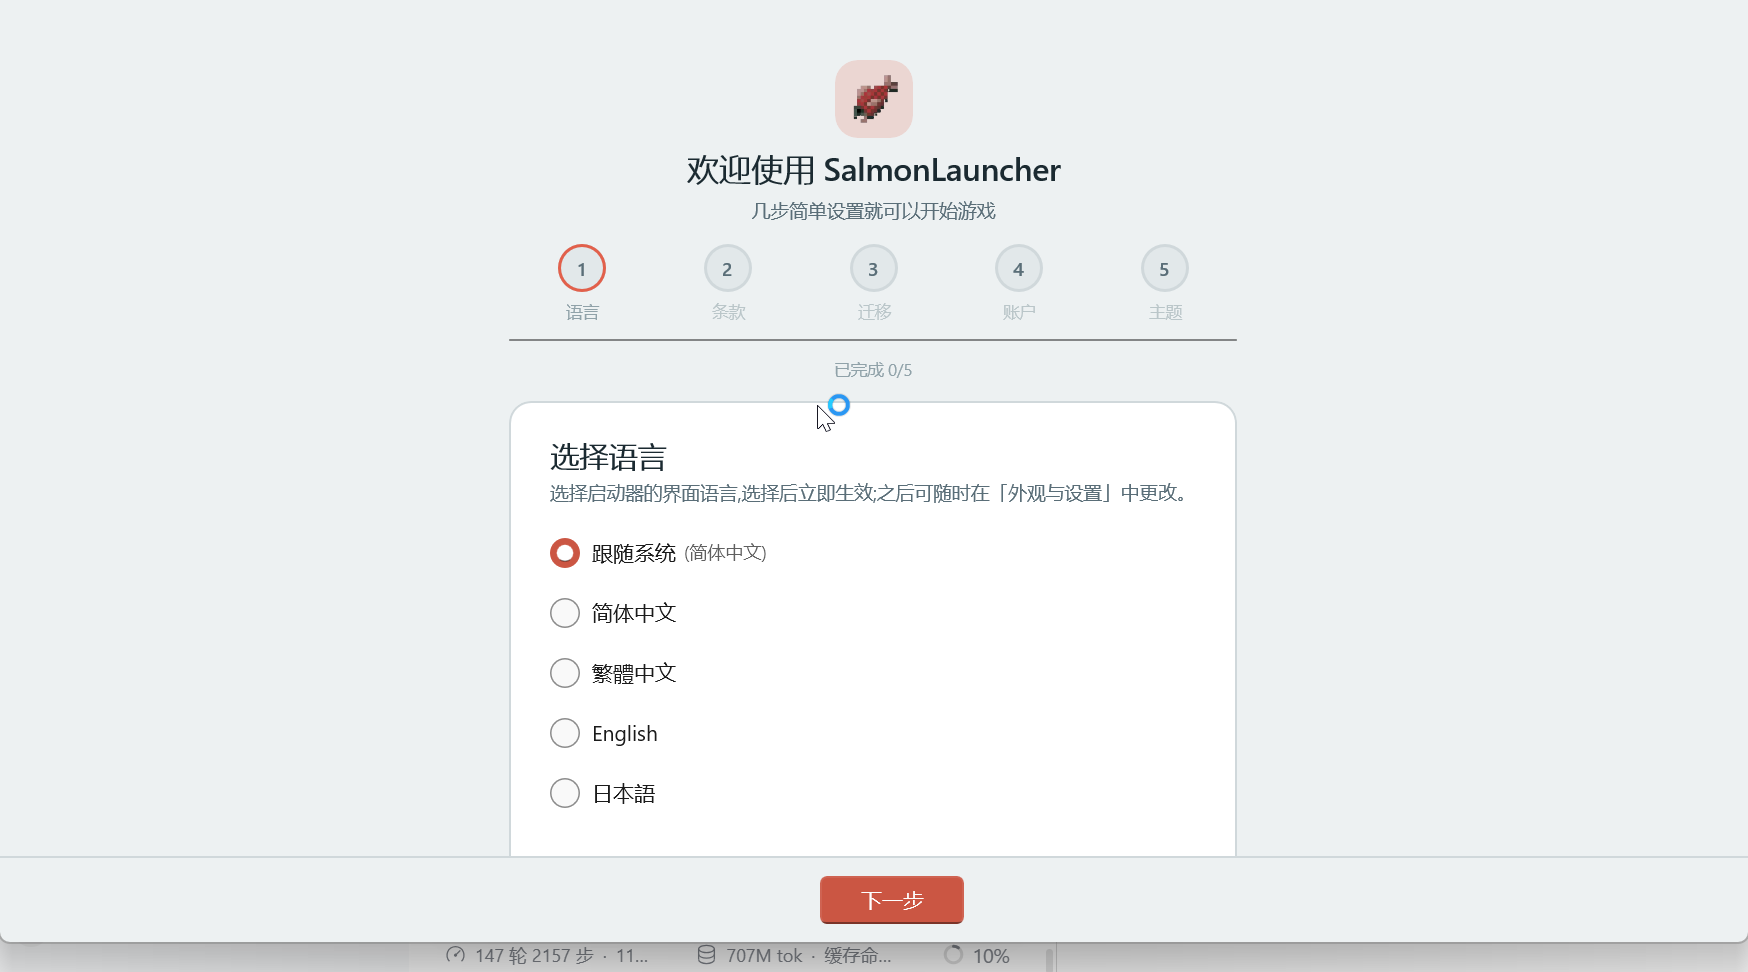 欢迎使用 SalmonLauncher
几步简单设置就可以开始游戏
1 2 3 4 5
语言 条款 迁移 账户 主题
已完成 0/5
选择语言
选择启动器的界面语言,选择后立即生效;之后可随时在「外观与设置」中更改。
跟随系统 (简体中文)
简体中文
繁體中文
English
日本語
下一步
147 轮 2157 步 · 11... 707M tok · 缓存命... 10%